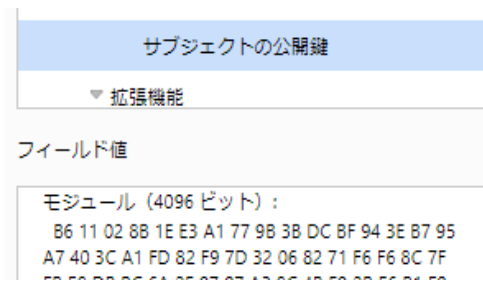 サブジェクトの公開鍵
拡張機能
フィールド値
モジュール（4096 ビット）:
B6 11 02 8B 1E E3 A1 77 9B 3B DC BF 94 3E B7 95
A7 40 3C A1 FD 82 F9 7D 32 06 82 71 F6 F6 8C 7F